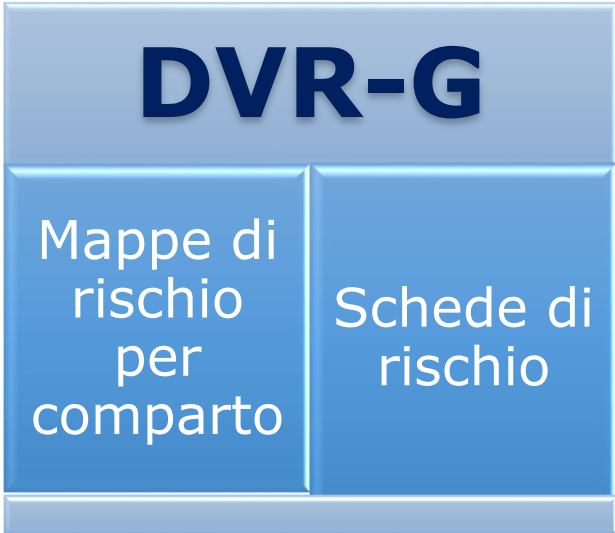 DVR-G
Mappe di
rischio
per
comparto
Schede di
rischio